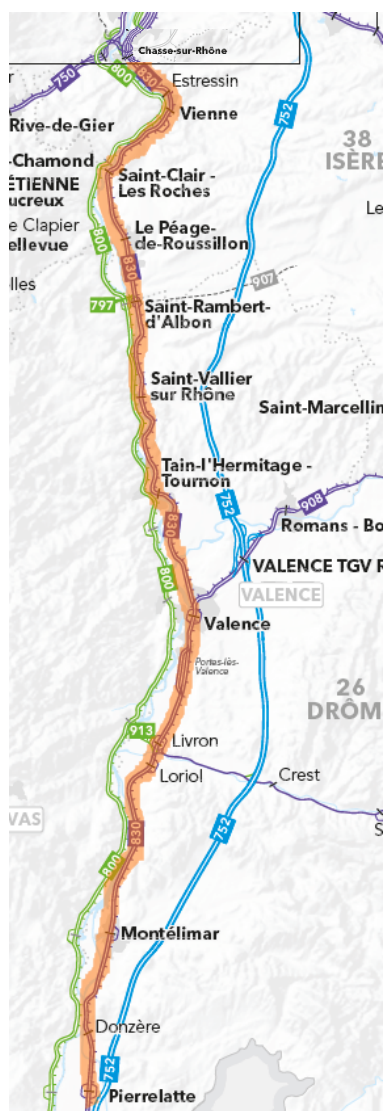 Chasse-sur-Rhône
800
830
750
Estressin
Vienne
752
Rive-de-Gier
38
ISÈRE
-Chamond
ÉTIENNE
ucreux
Saint-Clair -
Les Roches
e Clapier
ellevue
800
Le Péage-
de-Roussillon
Le
830
elles
907
797
Saint-Rambert-
d'Albon
Saint-Vallier
sur Rhône
Saint-Marcellin
Tain-l'Hermitage -
Tournon
752
908
830
Romans - Bo
VALENCE TGV R
800
VALENCE
Valence
Portes-lès-
Valence
26
DRÔM
913
Livron
Loriol
Crest
VAS
752
830
S
800
Montélimar
Donzère
752
Pierrelatte